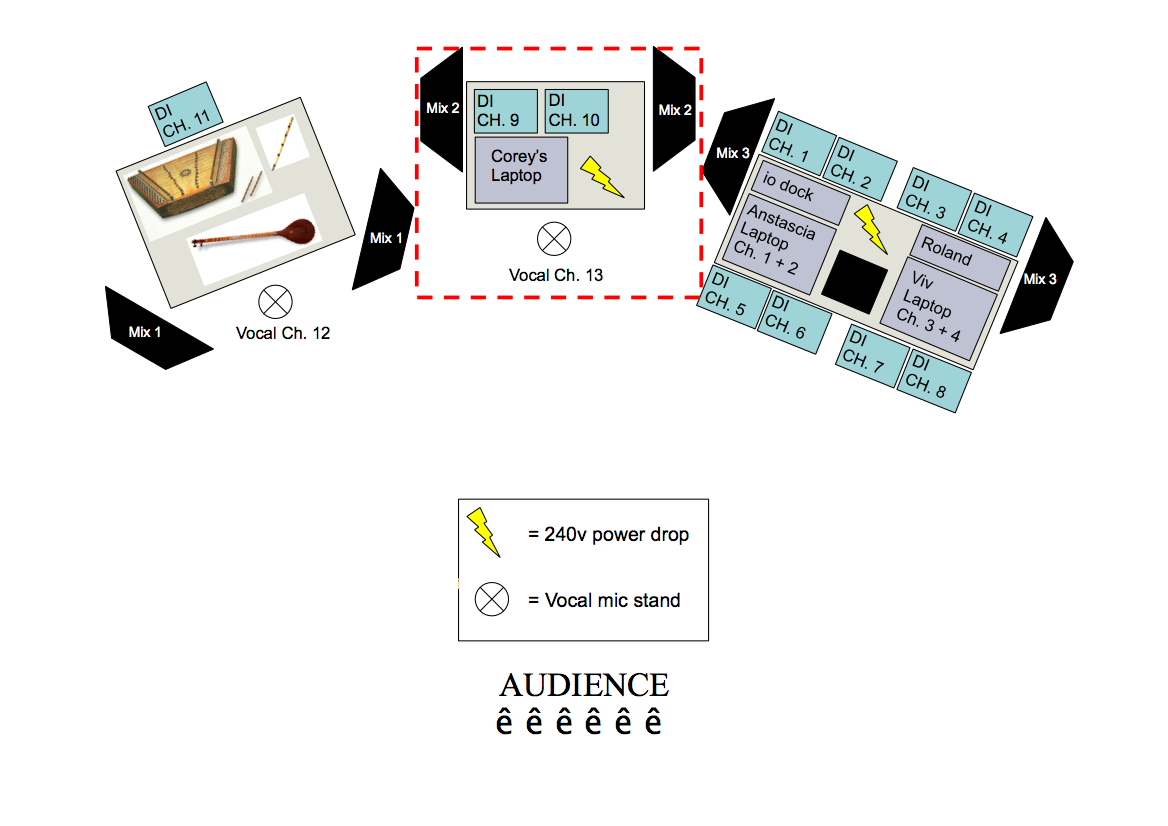 DI
CH. 11
Mix 1
Mix 1
Vocal Ch. 12
Mix 2
DI
CH. 9
DI
CH. 10
Corey's
Laptop
Mix 2
Vocal Ch. 13
Mix 3
DI
CH. 1
DI
CH. 2
DI
CH. 3
DI
CH. 4
io dock
Anstascia
Laptop
Ch. 1 + 2
Roland
Viv
Laptop
Ch. 3 + 4
Mix 3
DI
CH. 5
DI
CH. 6
DI
CH. 7
DI
CH. 8
= 240v power drop
= Vocal mic stand
AUDIENCE
ê ê ê ê ê ê